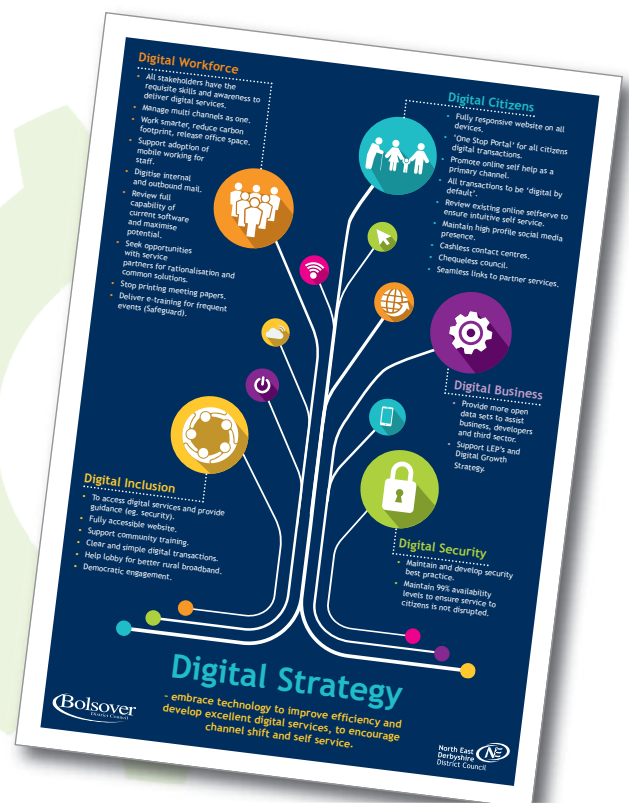 Digital Workforce
• All stakeholders have the
requisite skills and awareness to
deliver digital services.
• Manage multi channels as one.
• Work smarter, reduce carbon
footprint, release office space.
• Support adoption of
mobile working for
staff.
• Digitise internal
and outbound mail.
• Review full
capability of
current software
and maximise
potential.
• Seek opportunities
with service
partners for rationalisation and
common solutions.
• Stop printing meeting papers.
• Deliver e-training for frequent
events (Safeguard).
Digital Citizens
• Fully responsive website on all
devices.
• 'One Stop Portal' for all citizens
digital transactions.
• Promote online self help as a
primary channel.
• All transactions to be 'digital by
default'.
• Review existing online selfserve to
ensure intuitive self service.
• Maintain high profile social media
presence.
• Cashless contact centres.
• Chequeless council.
• Seamless links to partner services.
Digital Business
• Provide more open
data sets to assist
business, developers
and third sector.
• Support LEP's and
Digital Growth
Strategy.
Digital Inclusion
• To access digital services and provide
guidance (eg. security).
• Fully accessible website.
• Support community training.
• Clear and simple digital transactions.
• Help lobby for better rural broadband.
• Democratic engagement.
Digital Security
• Maintain and develop security
best practice.
• Maintain 99% availability
levels to ensure service to
citizens is not disrupted.
Digital Strategy
- embrace technology to improve efficiency and
develop excellent digital services, to encourage
channel shift and self service.
Bolsover
District Council
North East
Derbyshire
District Council
NE